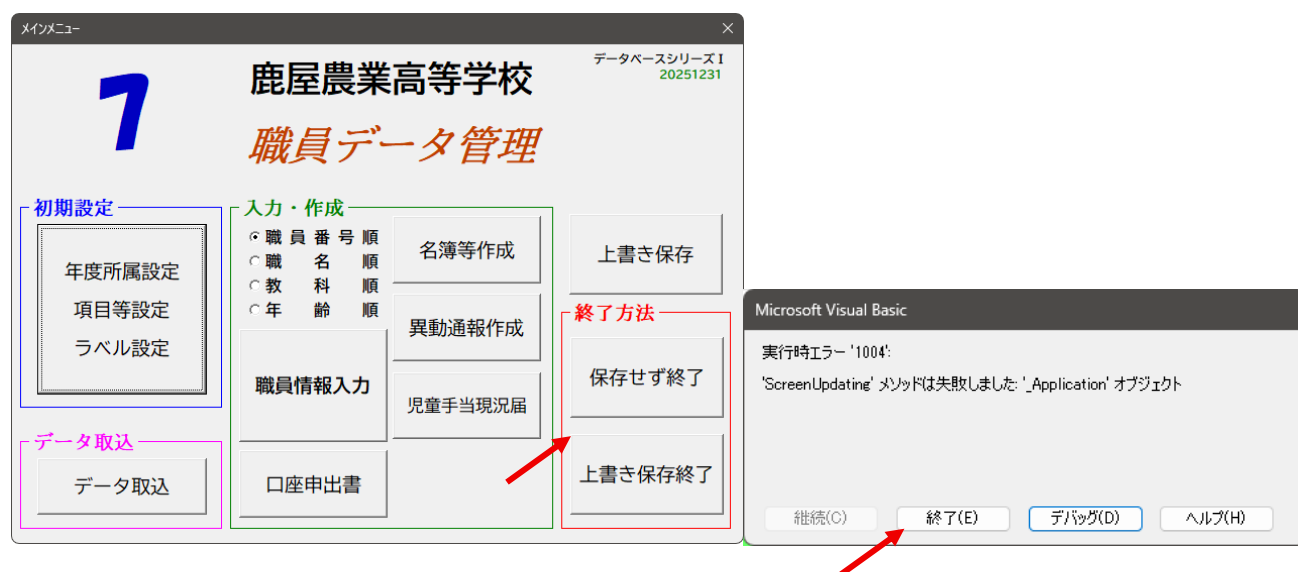 メインメニュー
7
鹿屋農業高等学校
データベースシリーズⅠ
20251231
職員データ管理
初期設定
年度所属設定
項目等設定
ラベル設定
データ取込
データ取込
入力・作成
職員番号順
職名順
教科順
年齢順
職員情報入力
口座申出書
名簿等作成
異動通報作成
児童手当現況届
上書き保存
終了方法
保存せず終了
上書き保存終了
Microsoft Visual Basic
実行時エラー '1004':
'ScreenUpdating' メソッドは失敗しました: '_Application' オブジェクト
継続(C)
終了(E)
デバッグ(D)
ヘルプ(H)